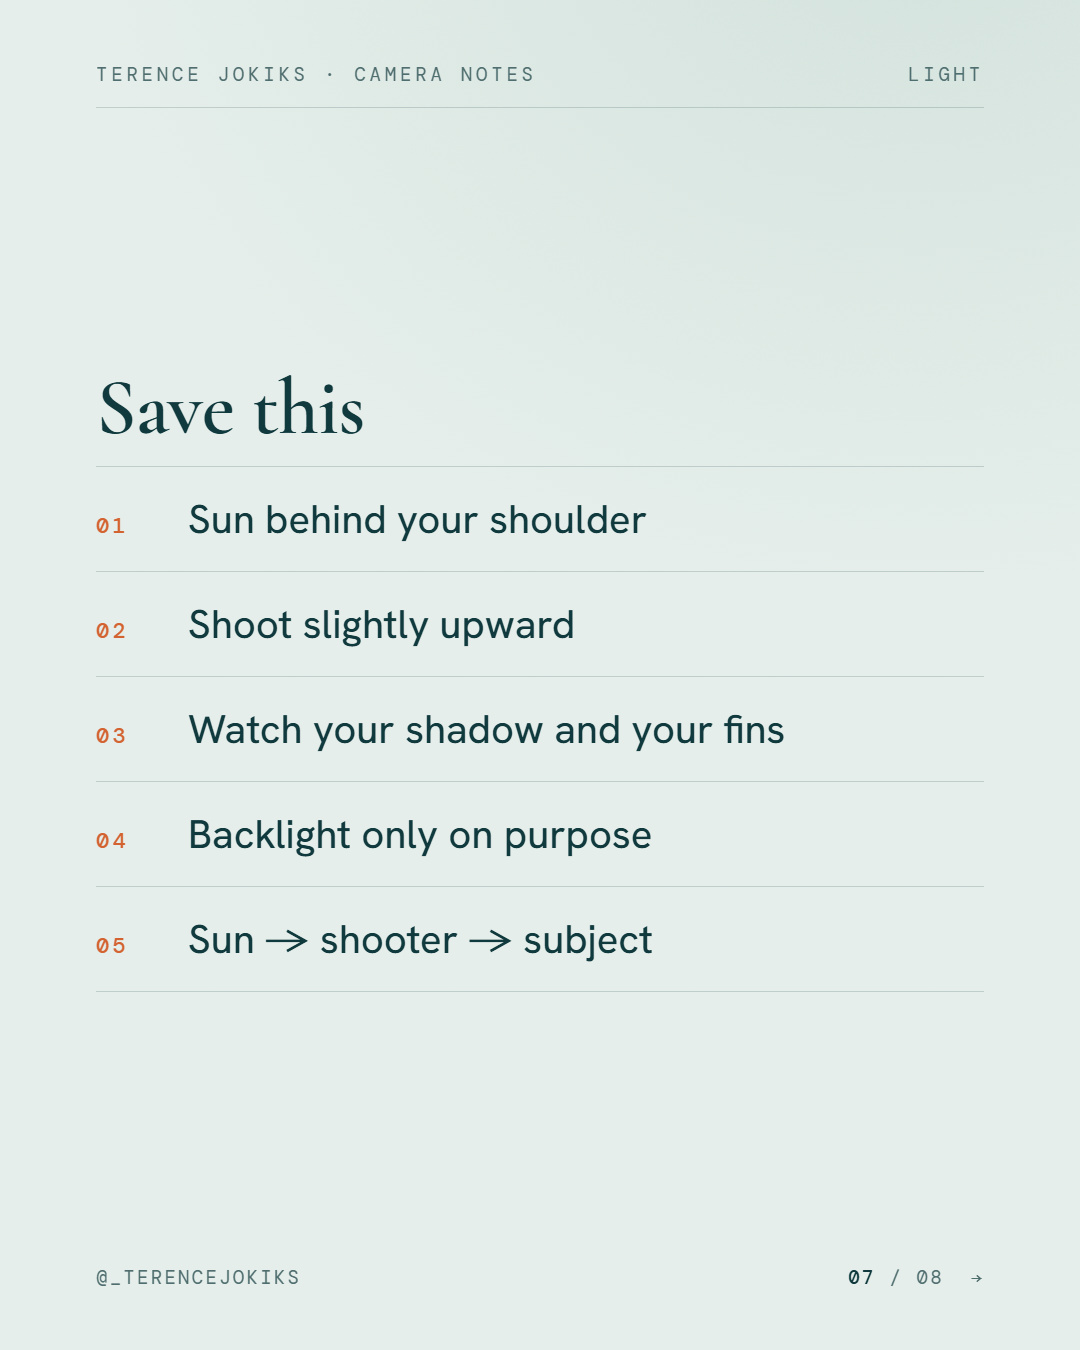 TERENCE JOKIKS · CAMERA NOTES
LIGHT
Save this
01 Sun behind your shoulder
02 Shoot slightly upward
03 Watch your shadow and your fins
04 Backlight only on purpose
05 Sun → shooter → subject
@_TERENCEJOKIKS
07 / 08 →